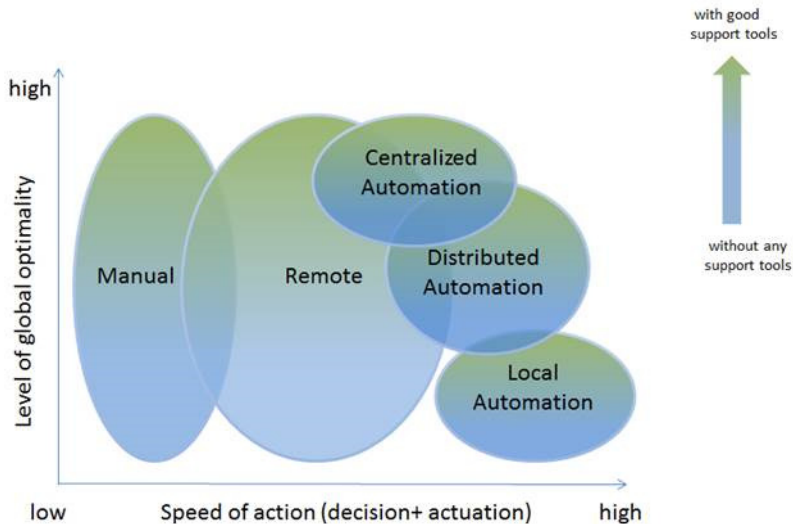 with good
support tools
high
Level of global optimality
Centralized
Automation
Manual
Remote
Distributed
Automation
without any
support tools
Local
Automation
low
Speed of action (decision+ actuation)
high